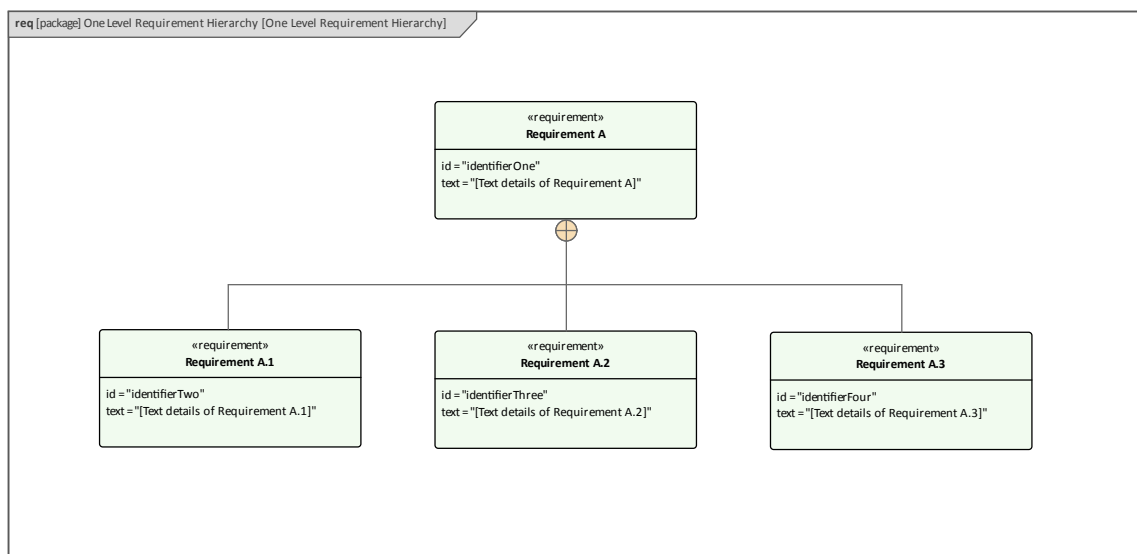 req [package] One Level Requirement Hierarchy [One Level Requirement Hierarchy]
«requirement»
Requirement A
id = "identifierOne"
text = "[Text details of Requirement A]"
«requirement»
Requirement A.1
id = "identifierTwo"
text = "[Text details of Requirement A.1]"
«requirement»
Requirement A.2
id = "identifierThree"
text = "[Text details of Requirement A.2]"
«requirement»
Requirement A.3
id = "identifierFour"
text = "[Text details of Requirement A.3]"